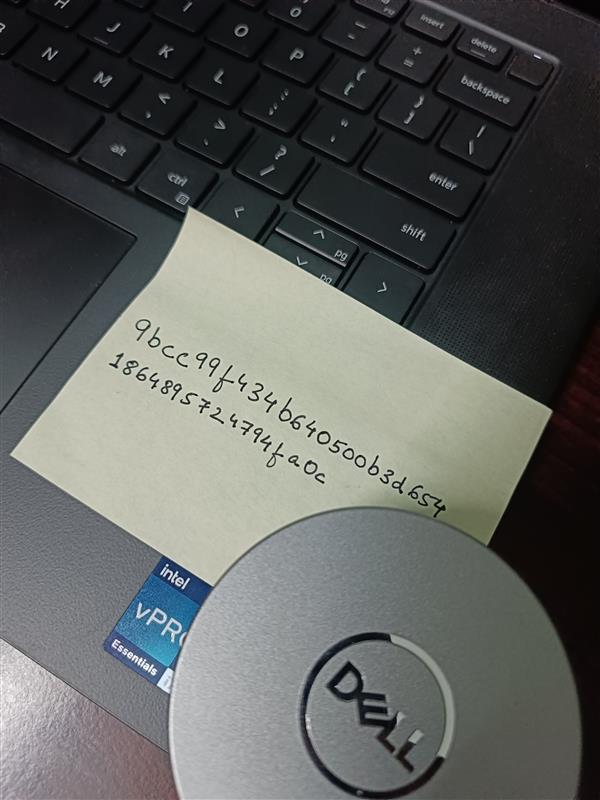 insert
delete
backspace
enter
shift
alt
ctrl
pg
pg
H J K L
I O P
B N M
9bcc99f434b640500b3d654
1864895724794fa0c
intel
vPRO
Essentials
DELL